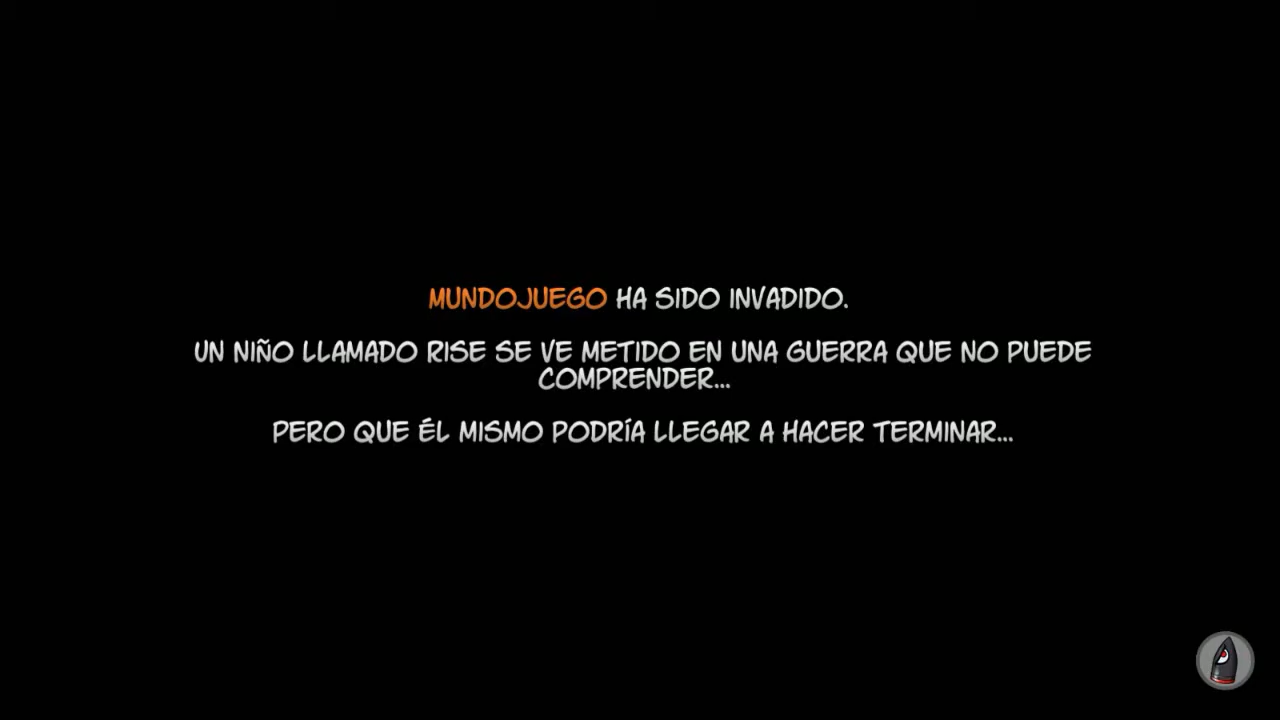 MUNDOJUEGO HA SIDO INVADIDO.
UN NIÑO LLAMADO RISE SE VE METIDO EN UNA GUERRA QUE NO PUEDE
COMPRENDER...
PERO QUE ÉL MISMO PODRÍA LLEGAR A HACER TERMINAR...